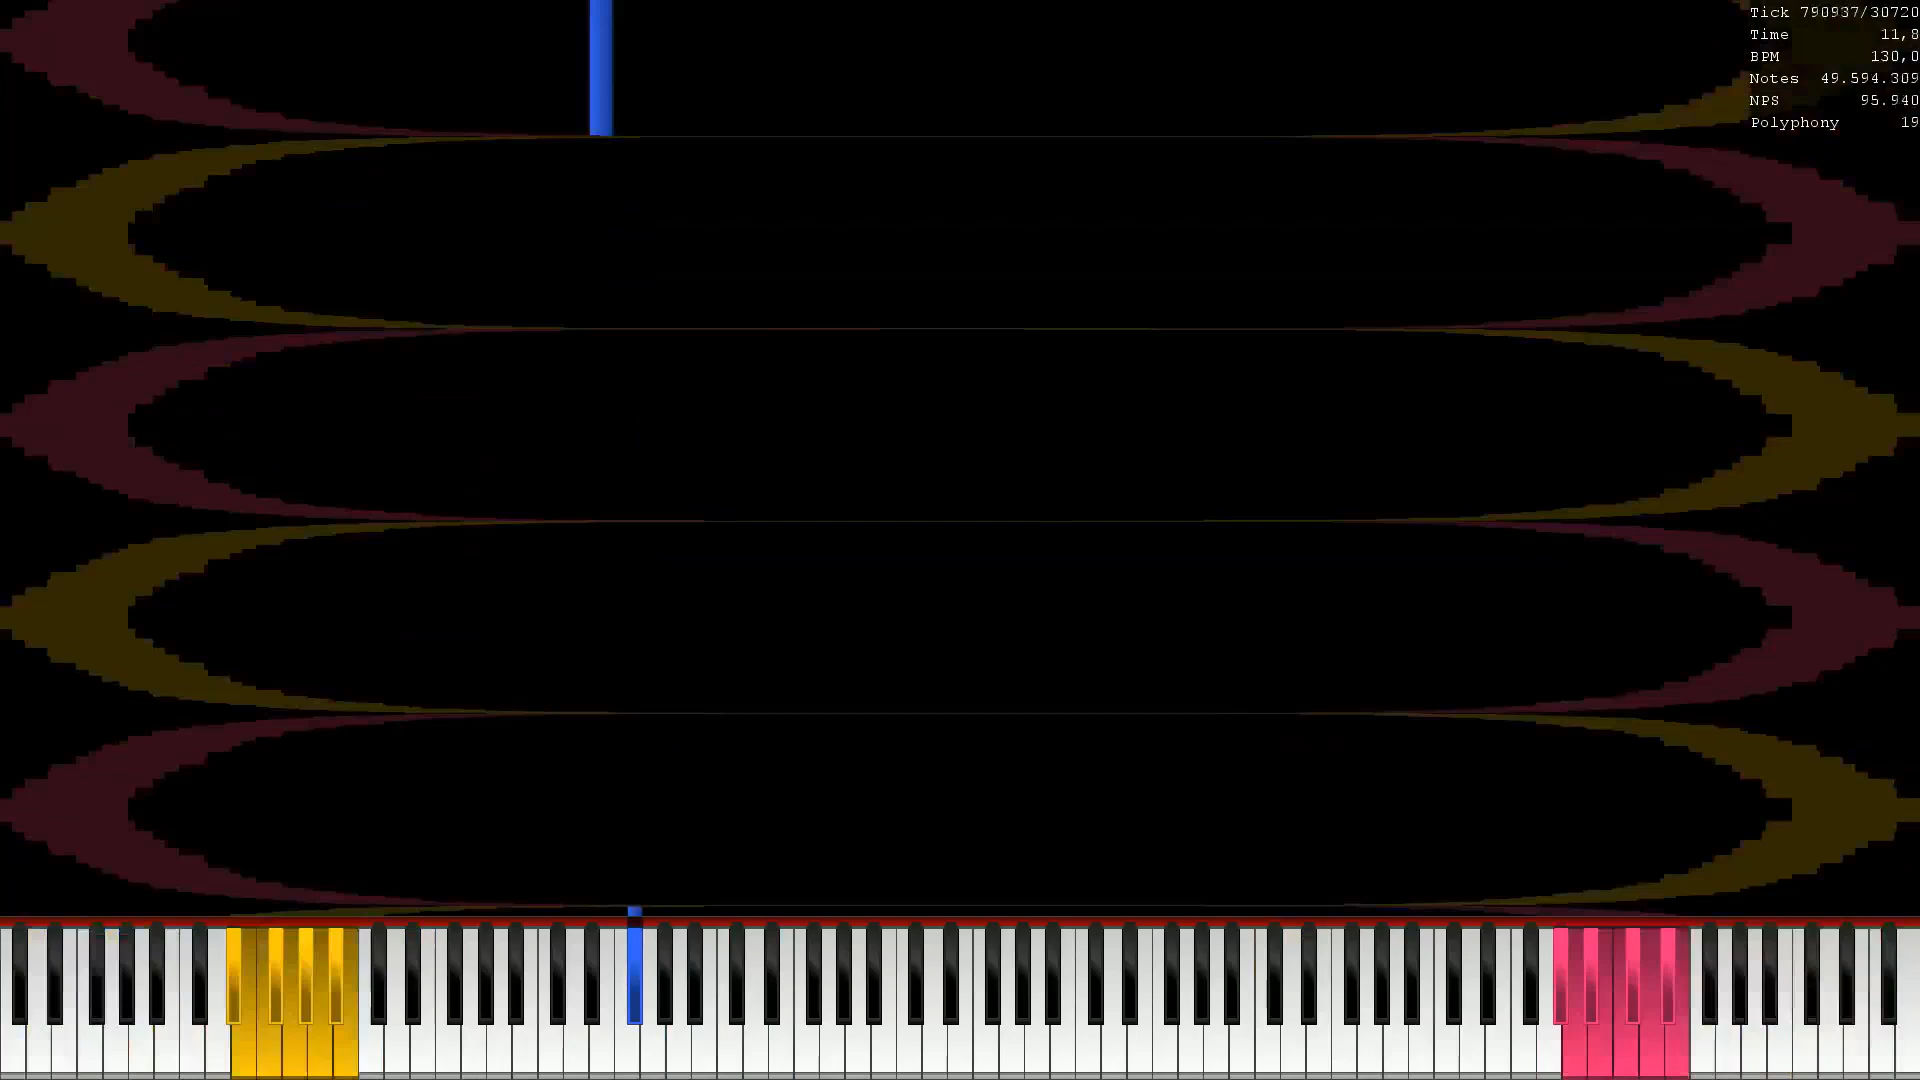 Tick 790937/30720
Time 11,8
BPM 130,0
Notes 49.594.309
NPS 95.940
Polyphony 19